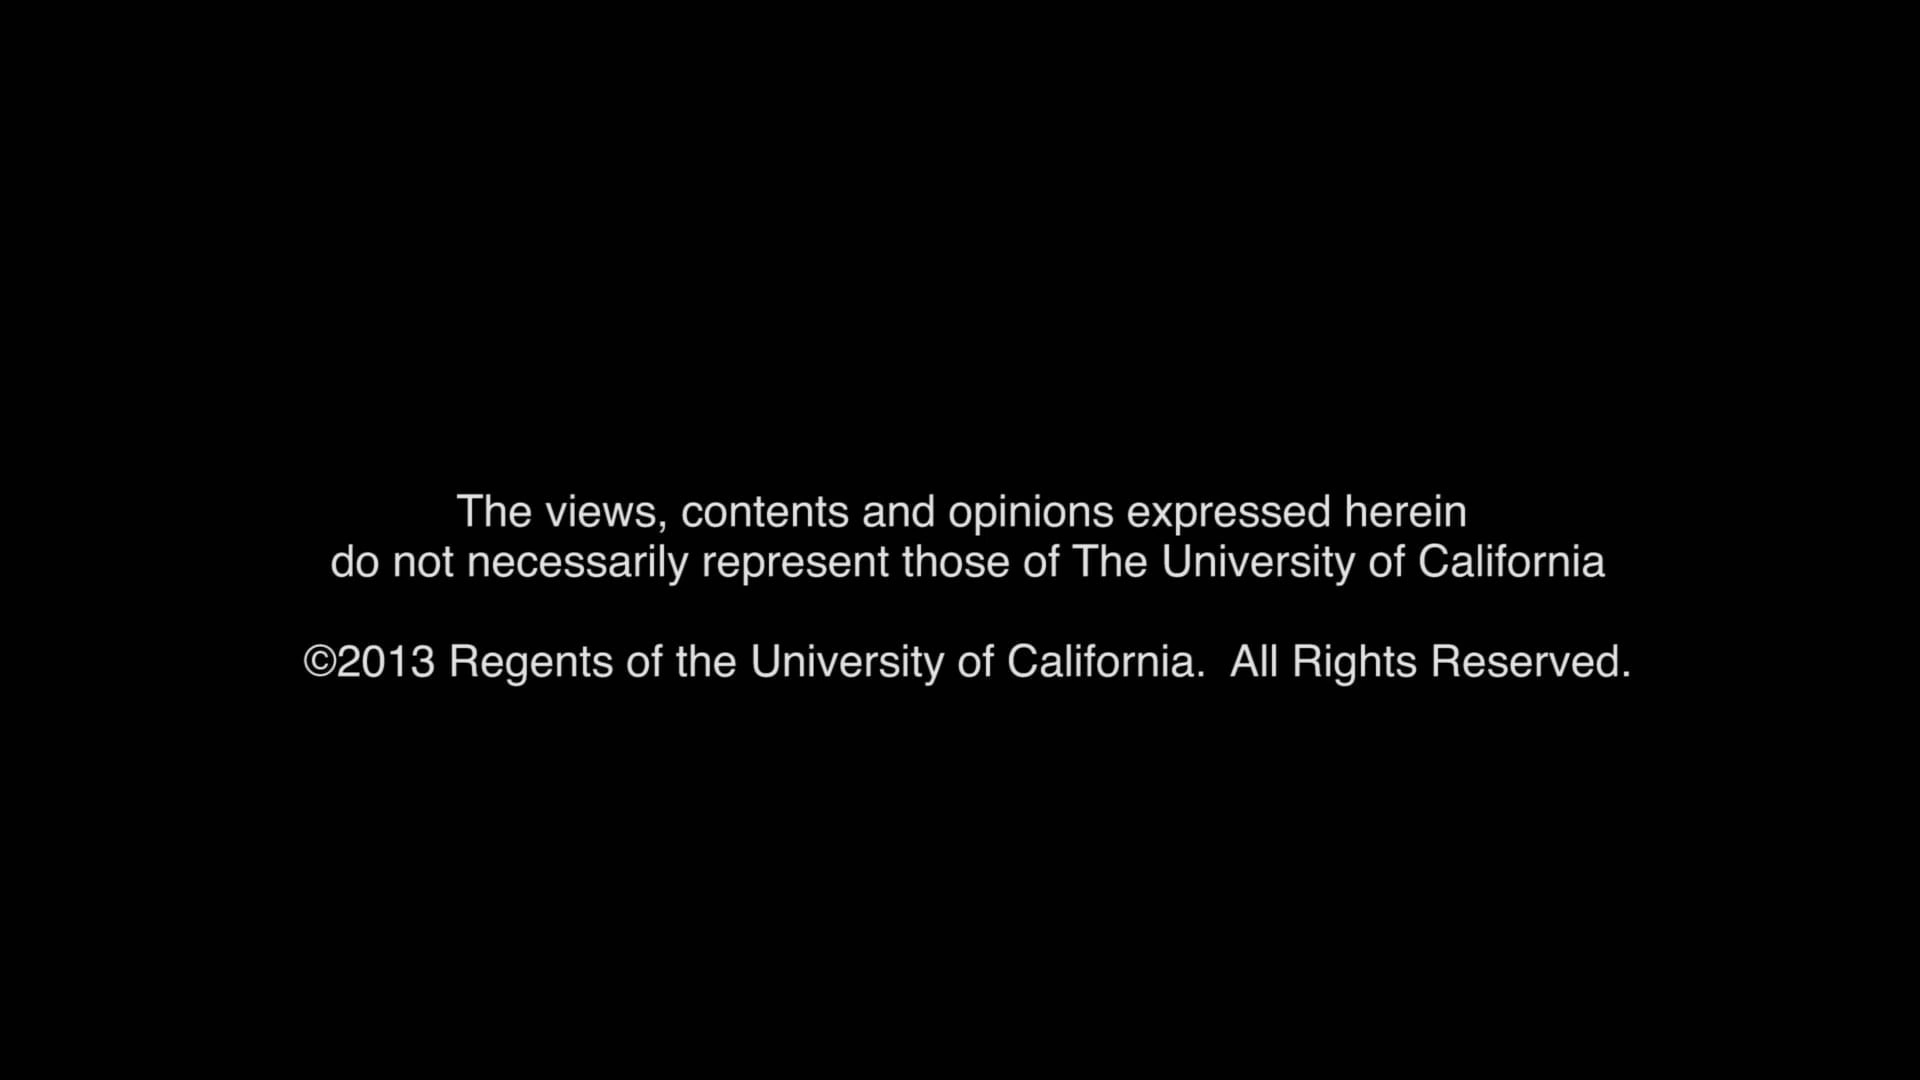 The views, contents and opinions expressed herein
do not necessarily represent those of The University of California
©2013 Regents of the University of California.  All Rights Reserved.